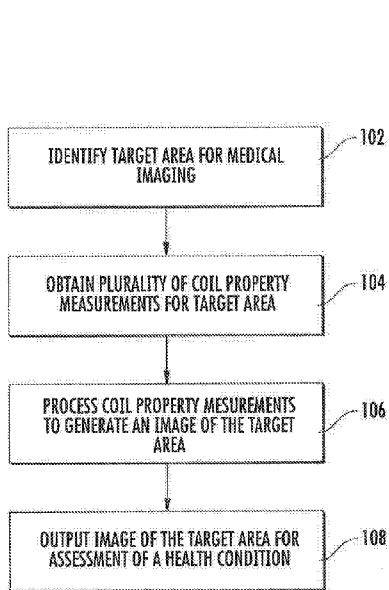 IDENTIFY TARGET AREA FOR MEDICAL
IMAGING
102
OBTAIN PLURALITY OF COIL PROPERTY
MEASUREMENTS FOR TARGET AREA
104
PROCESS COIL PROPERTY MESUREMENTS
TO GENERATE AN IMAGE OF THE TARGET
AREA
106
OUTPUT IMAGE OF THE TARGET AREA FOR
ASSESSMENT OF A HEALTH CONDITION
108